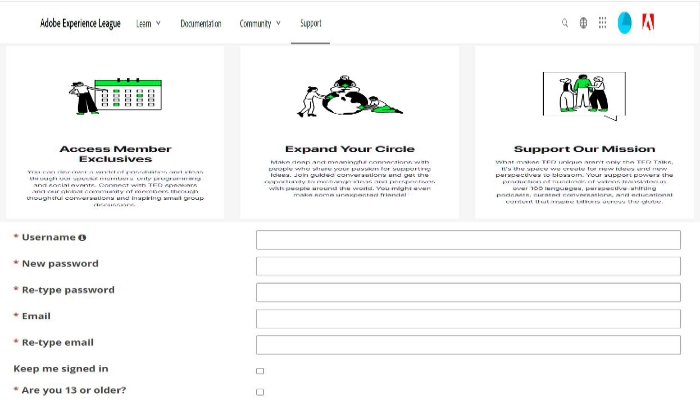 Adobe Experience League Learn Documentation Community Support
Access Member
Exclusives
You can discover a world of possibilities and ideas
through our special members-only programming
and social events. Connect with TED speakers
and our global community of members through
thoughtful conversations and inspiring small group
discussions.
Expand Your Circle
Make deep and meaningful connections with
people who share your passion for supporting
ideas. Join guided conversations and get the
opportunity to exchange ideas and perspectives
with people around the world. You might even
make some unexpected friends!
Support Our Mission
What makes TED unique aren't only the TED Talks,
it's the space we create for new ideas and new
perspectives to blossom. Your support powers the
production of hundreds of videos translated in
over 100 languages, perspective-shifting
podcasts, curated conversations, and educational
content that inspire billions across the globe.
* Username
* New password
* Re-type password
* Email
* Re-type email
Keep me signed in
* Are you 13 or older?